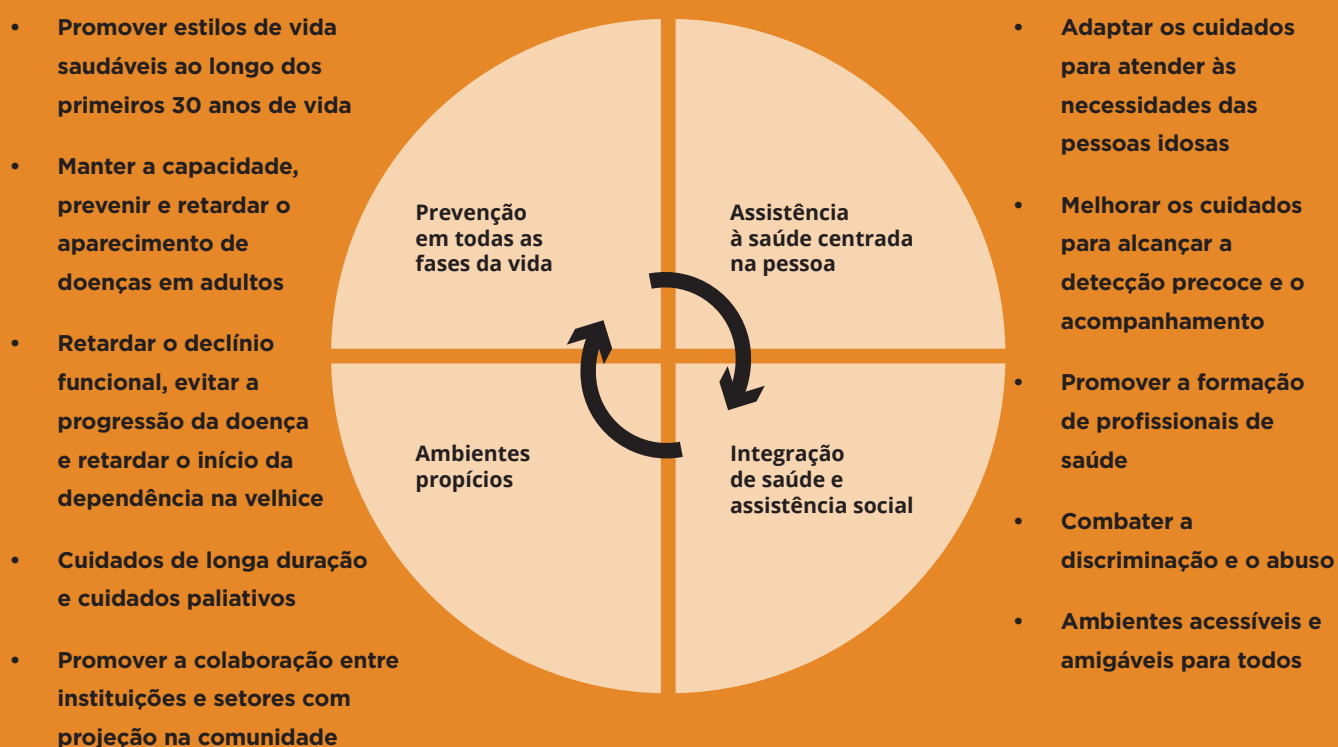 • Promover estilos de vida
saudáveis ao longo dos
primeiros 30 anos de vida
• Manter a capacidade,
prevenir e retardar o
aparecimento de
doenças em adultos
• Retardar o declínio
funcional, evitar a
progressão da doença
e retardar o início da
dependência na velhice
• Cuidados de longa duração
e cuidados paliativos
• Promover a colaboração entre
instituições e setores com
projeção na comunidade
Prevenção
em todas as
fases da vida
Assistência
à saúde centrada
na pessoa
Ambientes
propícios
Integração
de saúde e
assistência social
• Adaptar os cuidados
para atender às
necessidades das
pessoas idosas
• Melhorar os cuidados
para alcançar a
detecção precoce e o
acompanhamento
• Promover a formação
de profissionais de
saúde
• Combater a
discriminação e o abuso
• Ambientes acessíveis e
amigáveis para todos